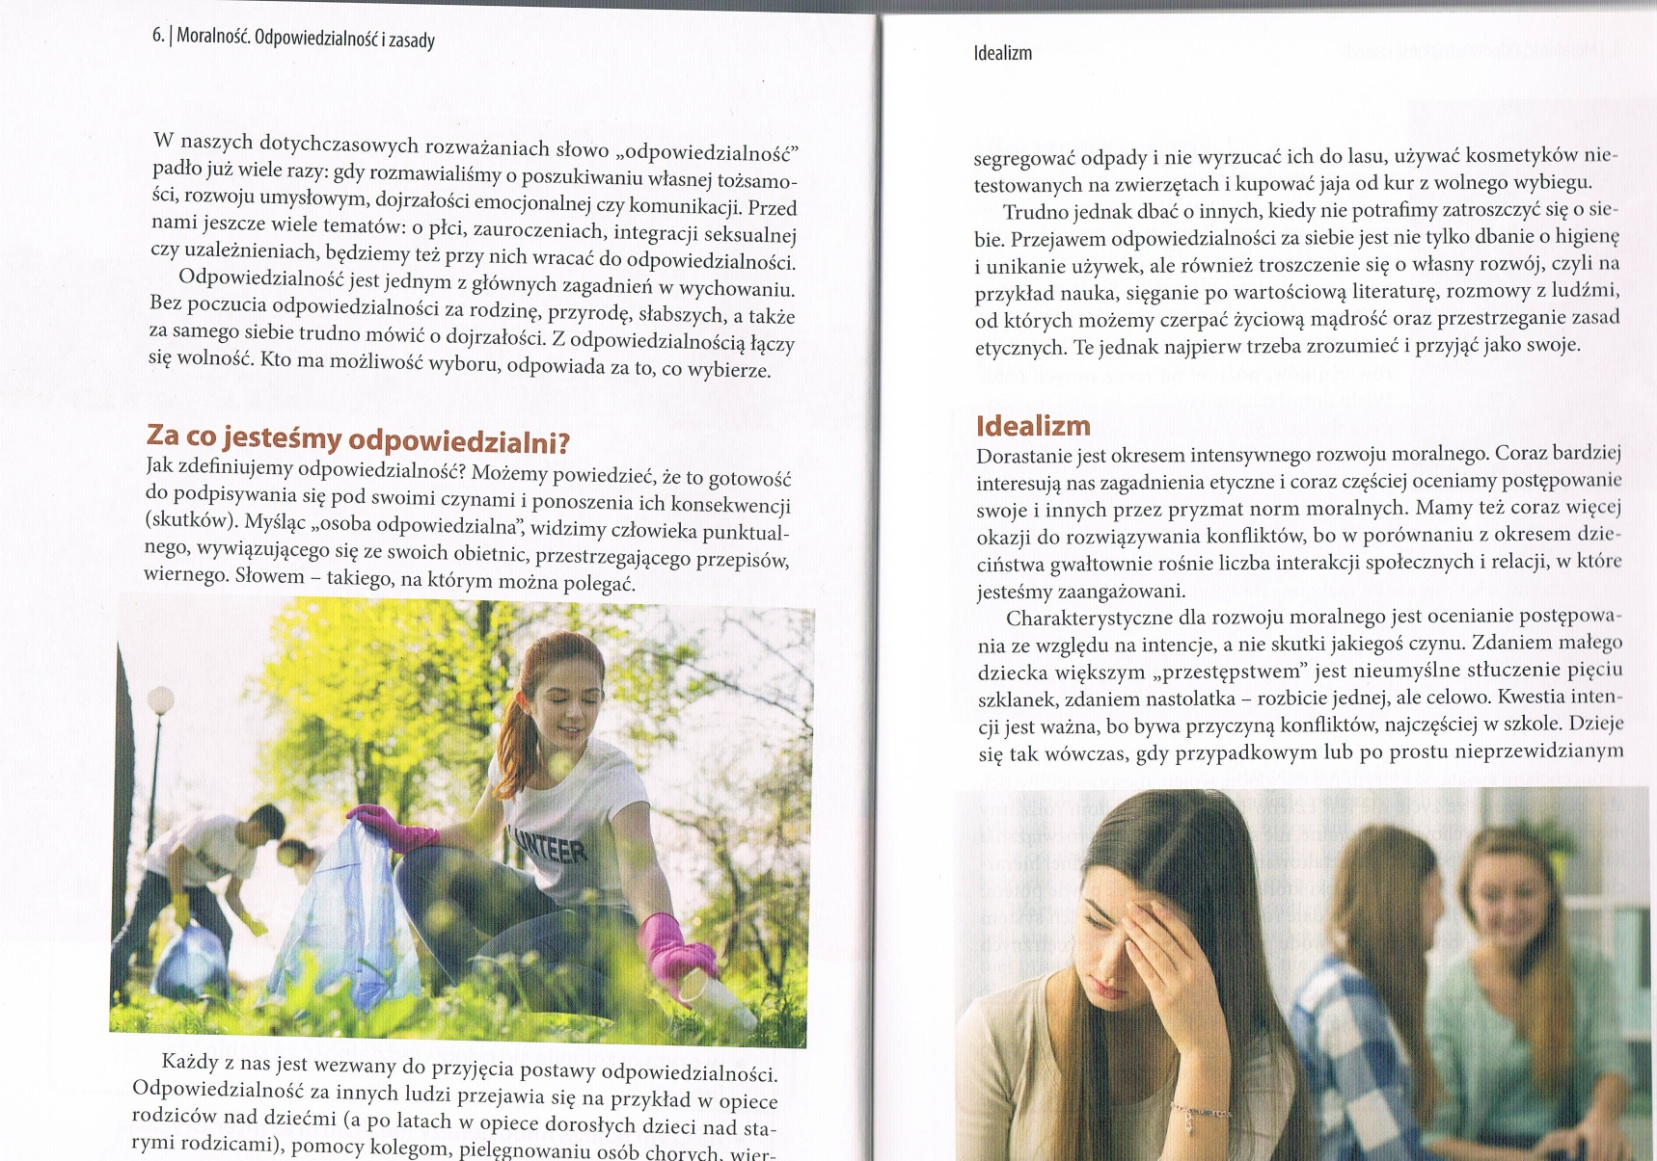 6. | Moralność. Odpowiedzialność i zasady
W naszych dotychczasowych rozważaniach słowo „odpowiedzialność”
padło już wiele razy: gdy rozmawialiśmy o poszukiwaniu własnej tożsamo-
ści, rozwoju umysłowym, dojrzałości emocjonalnej czy komunikacji. Przed
nami jeszcze wiele tematów: o płci, zauroczeniach, integracji seksualnej
czy uzależnieniach, będziemy też przy nich wracać do odpowiedzialności.
Odpowiedzialność jest jednym z głównych zagadnień w wychowaniu.
Bez poczucia odpowiedzialności za rodzinę, przyrodę, słabszych, a także
za samego siebie trudno mówić o dojrzałości. Z odpowiedzialnością łączy
się wolność. Kto ma możliwość wyboru, odpowiada za to, co wybierze.
Za co jesteśmy odpowiedzialni?
Jak zdefiniujemy odpowiedzialność? Możemy powiedzieć, że to gotowość
do podpisywania się pod swoimi czynami i ponoszenia ich konsekwencji
(skutków). Myśląc „osoba odpowiedzialna”, widzimy człowieka punktual-
nego, wywiązującego się ze swoich obietnic, przestrzegającego przepisów,
wiernego. Słowem – takiego, na którym można polegać.
UNTEER
Każdy z nas jest wezwany do przyjęcia postawy odpowiedzialności.
Odpowiedzialność za innych ludzi przejawia się na przykład w opiece
rodziców nad dziećmi (a po latach w opiece dorosłych dzieci nad sta-
rymi rodzicami), pomocy kolegom, pielęgnowaniu osób chorych, wier-
Idealizm
segregować odpady i nie wyrzucać ich do lasu, używać kosmetyków nie-
testowanych na zwierzętach i kupować jaja od kur z wolnego wybiegu.
Trudno jednak dbać o innych, kiedy nie potrafimy zatroszczyć się o sie-
bie. Przejawem odpowiedzialności za siebie jest nie tylko dbanie o higienę
i unikanie używek, ale również troszczenie się o własny rozwój, czyli na
przykład nauka, sięganie po wartościową literaturę, rozmowy z ludźmi,
od których możemy czerpać życiową mądrość oraz przestrzeganie zasad
etycznych. Te jednak najpierw trzeba zrozumieć i przyjąć jako swoje.
Idealizm
Dorastanie jest okresem intensywnego rozwoju moralnego. Coraz bardziej
interesują nas zagadnienia etyczne i coraz częściej oceniamy postępowanie
swoje i innych przez pryzmat norm moralnych. Mamy też coraz więcej
okazji do rozwiązywania konfliktów, bo w porównaniu z okresem dzie-
ciństwa gwałtownie rośnie liczba interakcji społecznych i relacji, w które
jesteśmy zaangażowani.
Charakterystyczne dla rozwoju moralnego jest ocenianie postępowa-
nia ze względu na intencje, a nie skutki jakiegoś czynu. Zdaniem małego
dziecka większym „przestępstwem” jest nieumyślne stłuczenie pięciu
szklanek, zdaniem nastolatka – rozbicie jednej, ale celowo. Kwestia inten-
cji jest ważna, bo bywa przyczyną konfliktów, najczęściej w szkole. Dzieje
się tak wówczas, gdy przypadkowym lub po prostu nieprzewidzianym